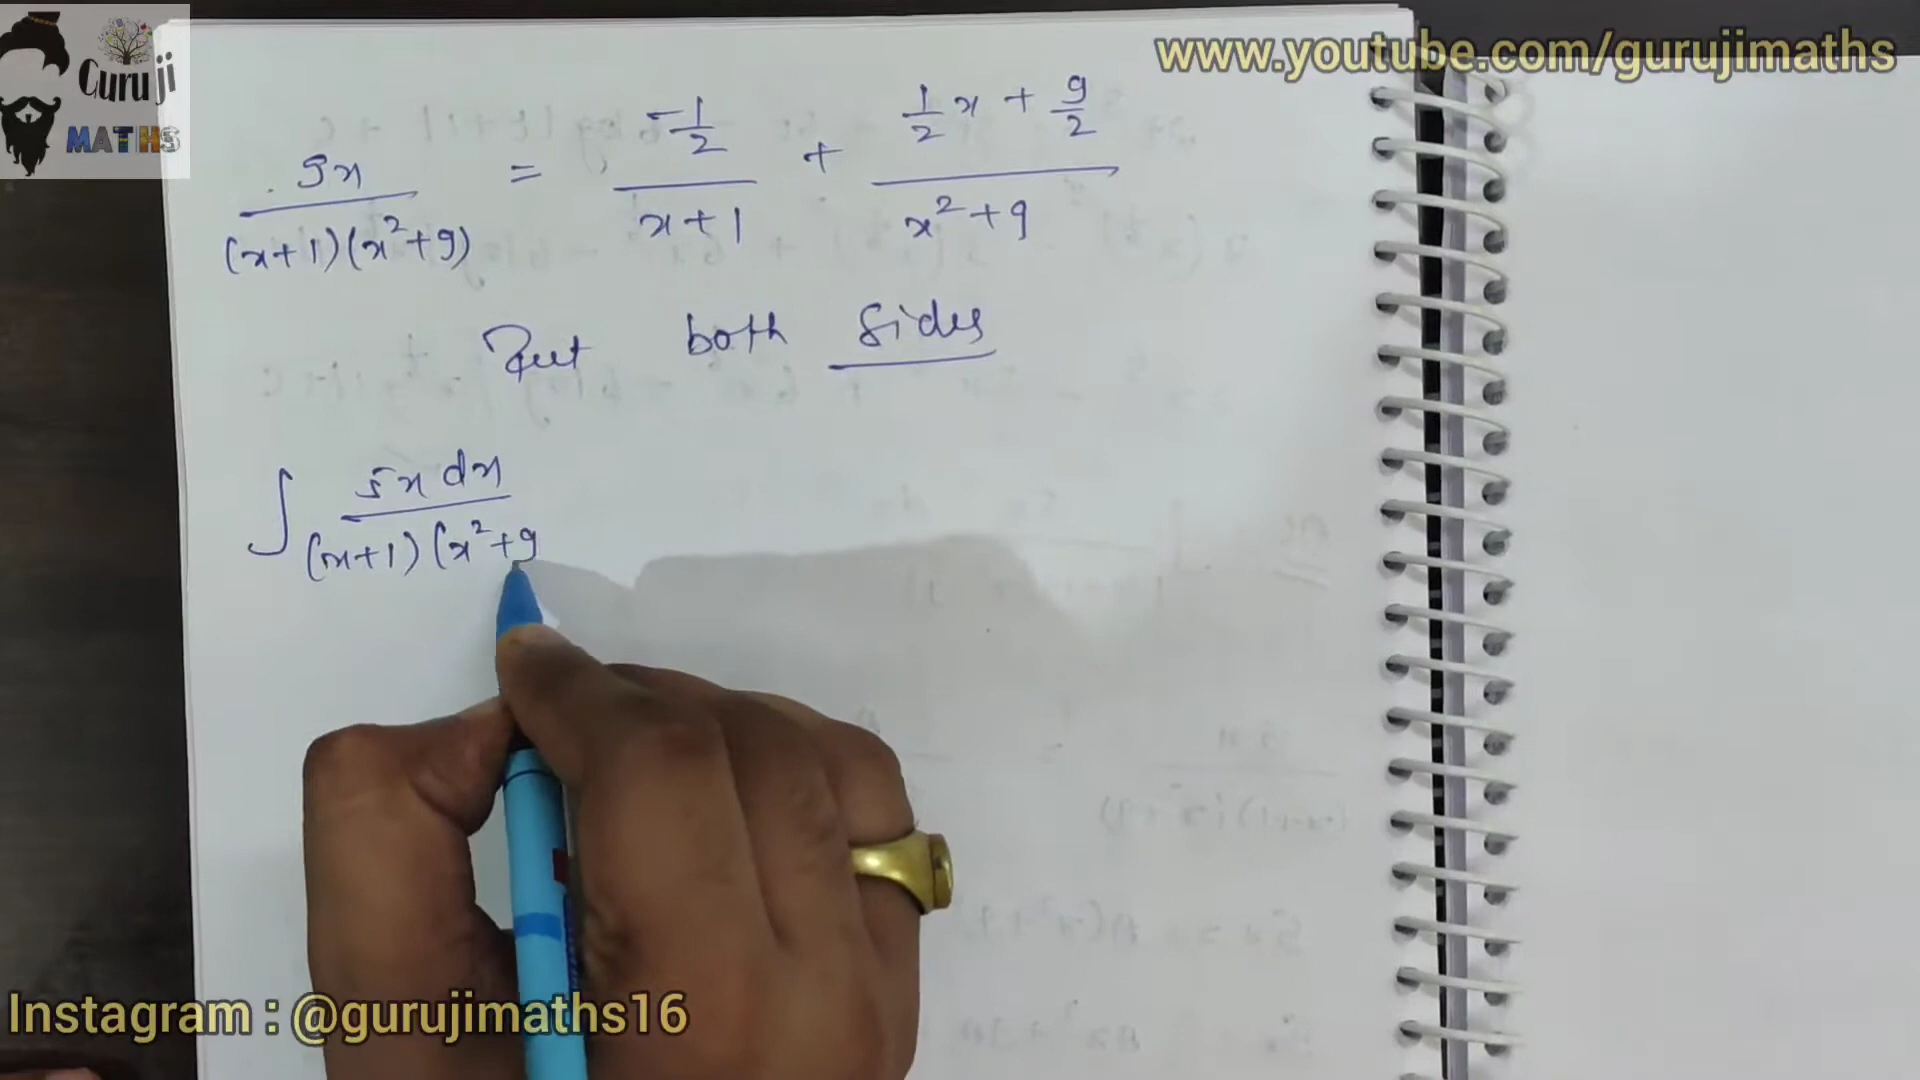 Guruji
MATHS
www.youtube.com/gurujimaths
5x / (x+1)(x²+9) = -1/2 / x+1 + 1/2 x + 9/2 / x²+9
Put both sides
∫ 5x dx / (x+1)(x²+9
Instagram : @gurujimaths16